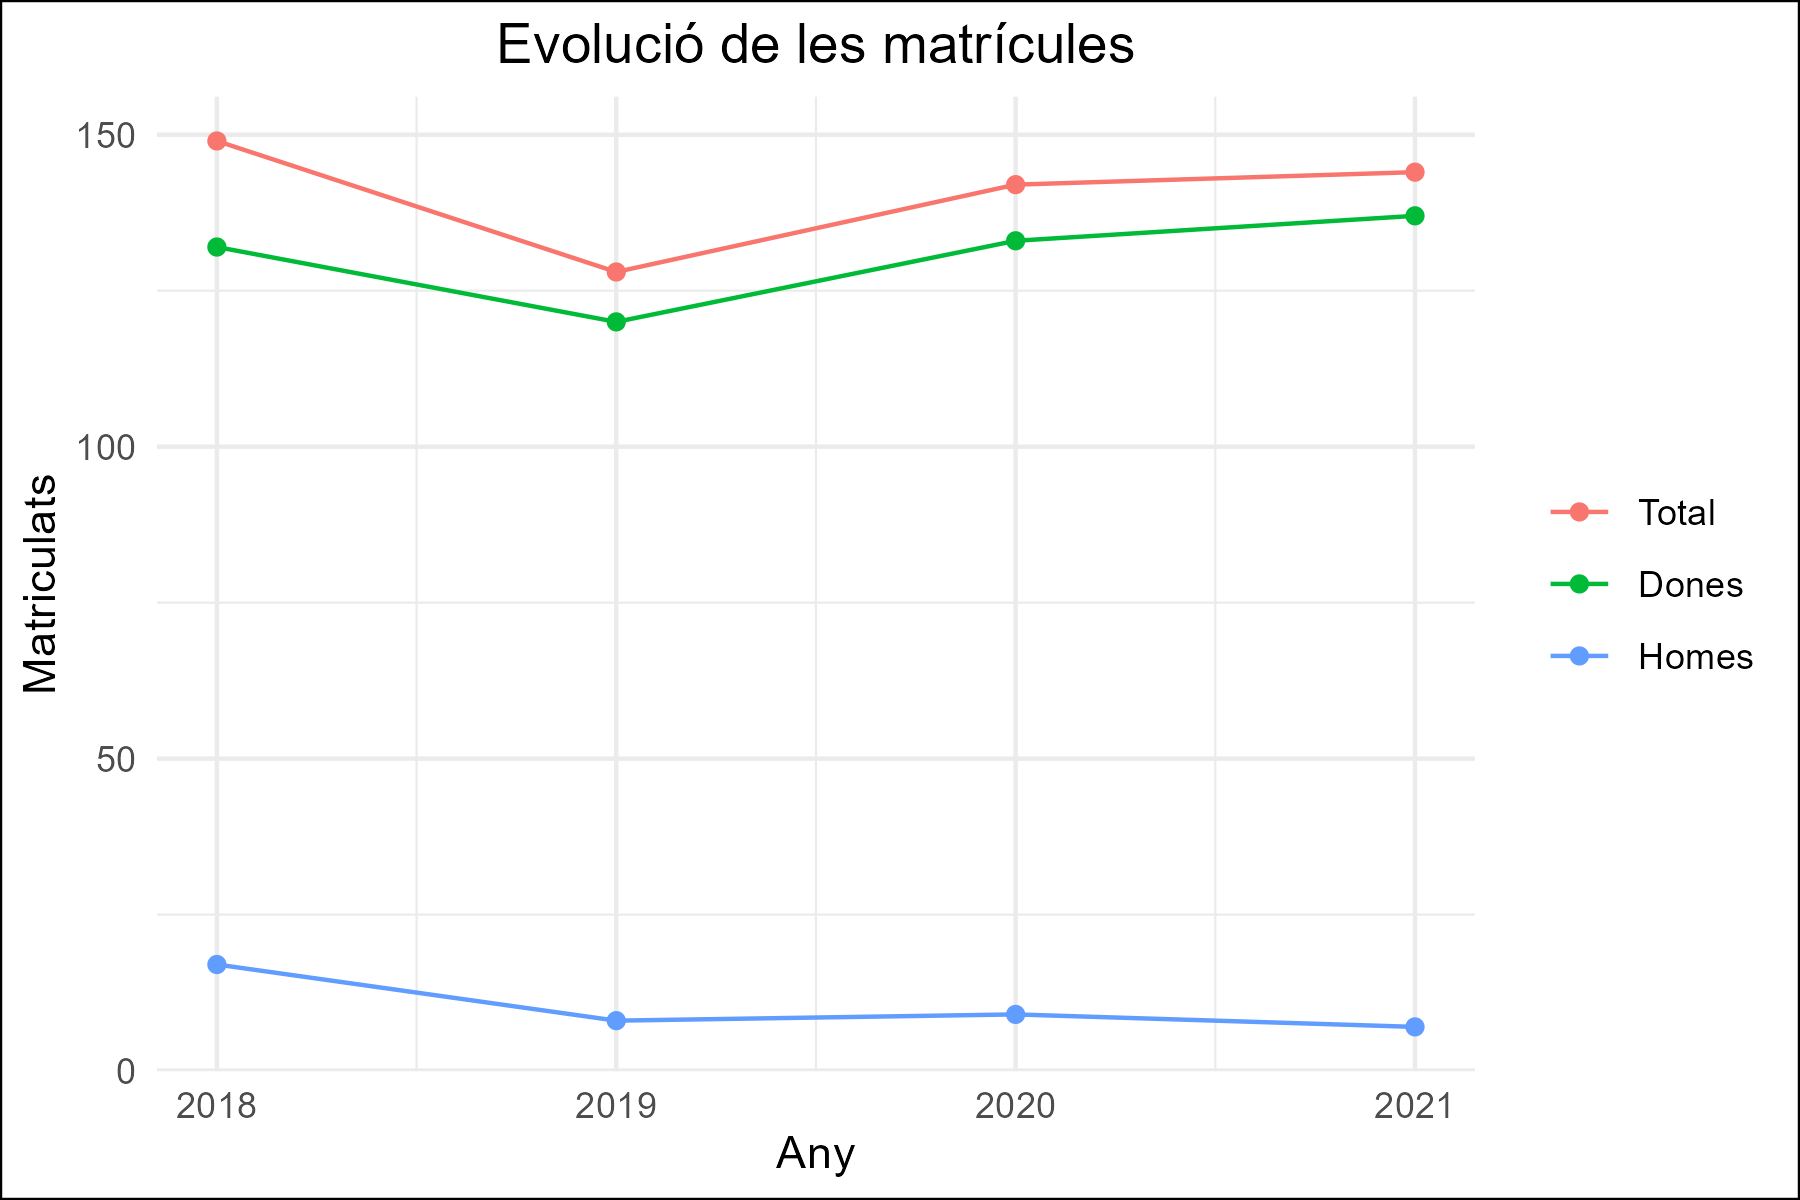 Evolució de les matrícules
150
100
50
0
Matriculats
2018 2019 2020 2021
Any
Total
Dones
Homes